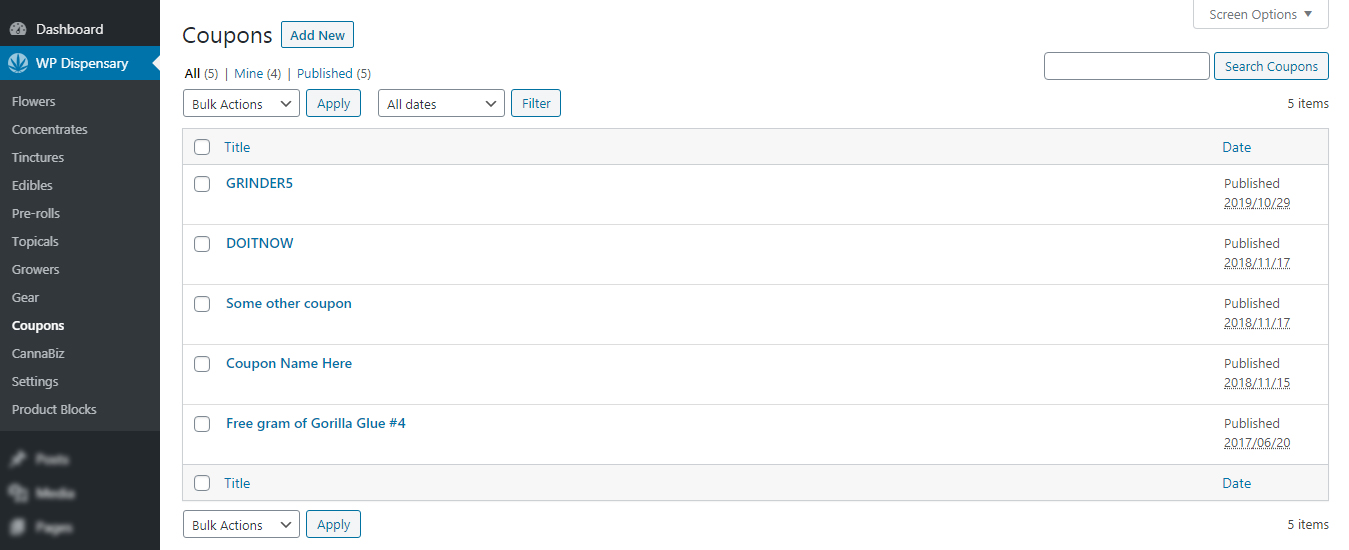 Dashboard
WP Dispensary
Flowers
Concentrates
Tinctures
Edibles
Pre-rolls
Topicals
Growers
Gear
Coupons
CannaBiz
Settings
Product Blocks
Posts
Media
Pages
Screen Options
Coupons Add New
All (5) | Mine (4) | Published (5)
Search Coupons
Bulk Actions Apply All dates Filter 5 items
Title Date
GRINDER5 Published
2019/10/29
DOITNOW Published
2018/11/17
Some other coupon Published
2018/11/17
Coupon Name Here Published
2018/11/15
Free gram of Gorilla Glue #4 Published
2017/06/20
Title Date
Bulk Actions Apply 5 items